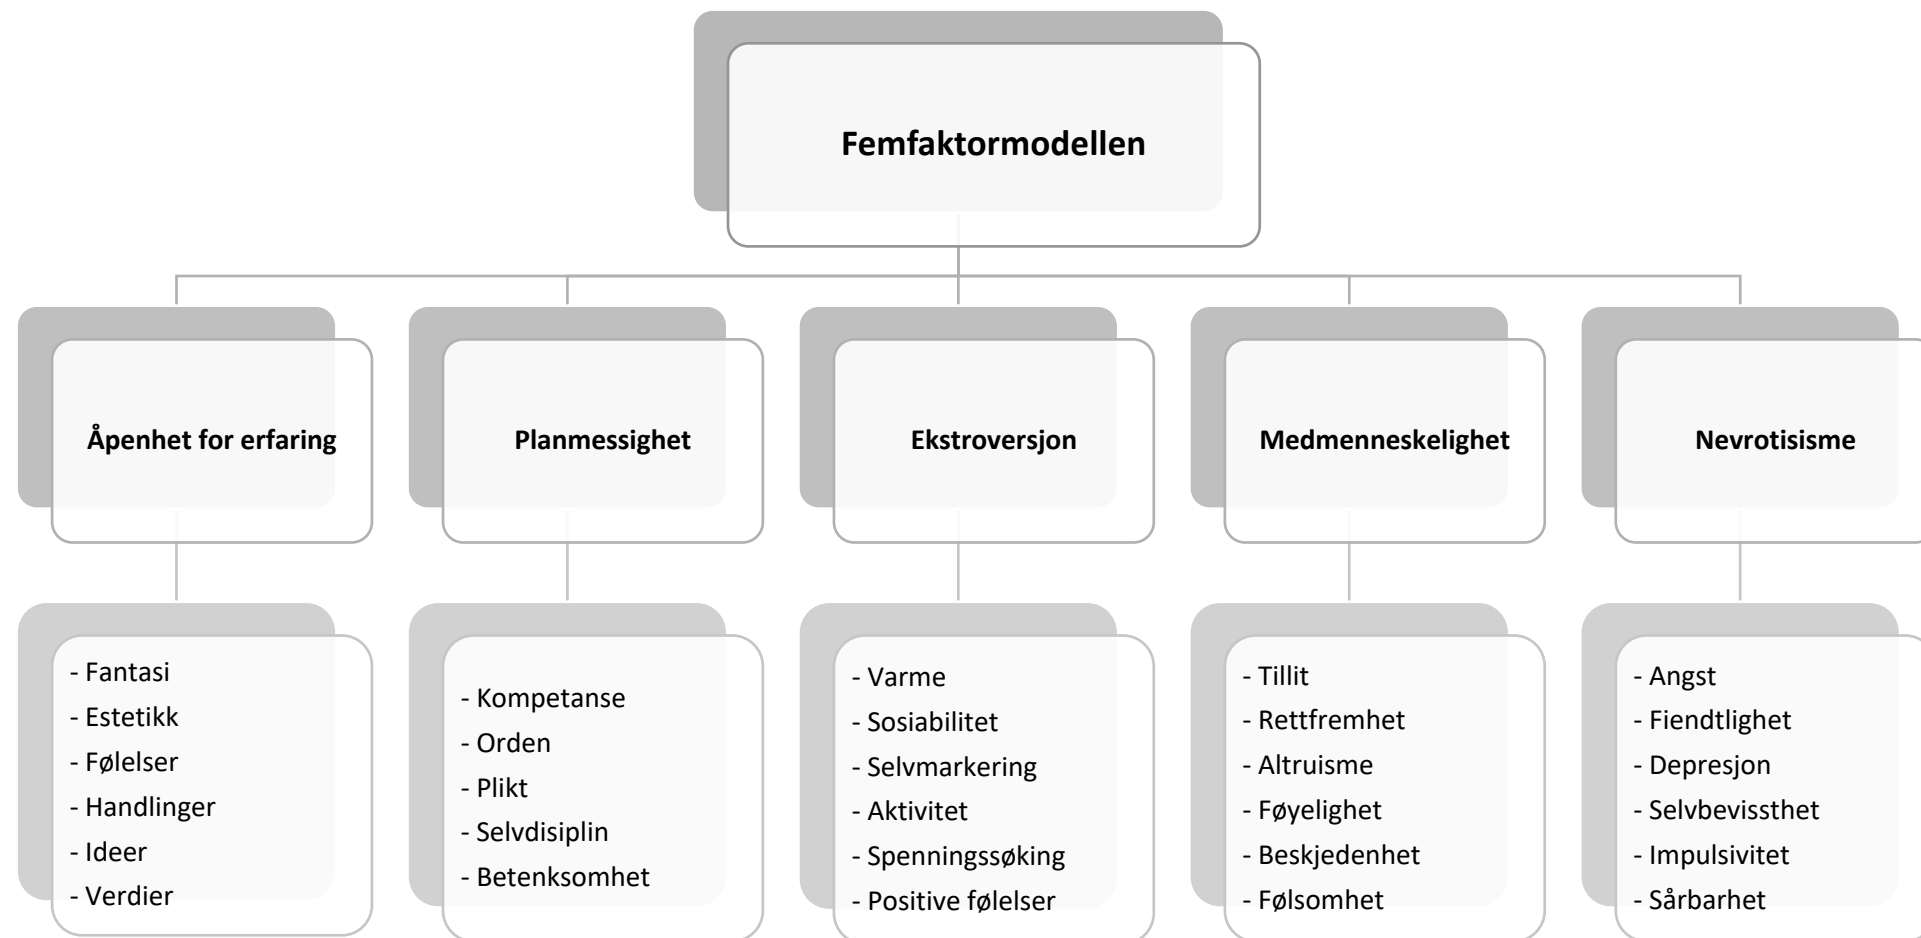 Femfaktormodellen
Åpenhet for erfaring
Planmessighet
Ekstroversjon
Medmenneskelighet
Nevrotisisme
- Fantasi
- Estetikk
- Følelser
- Handlinger
- Ideer
- Verdier
- Kompetanse
- Orden
- Plikt
- Selvdisiplin
- Betenksomhet
- Varme
- Sosiabilitet
- Selvmarkering
- Aktivitet
- Spenningssøking
- Positive følelser
- Tillit
- Rettfremhet
- Altruisme
- Føyelighet
- Beskjedenhet
- Følsomhet
- Angst
- Fiendtlighet
- Depresjon
- Selvbevissthet
- Impulsivitet
- Sårbarhet